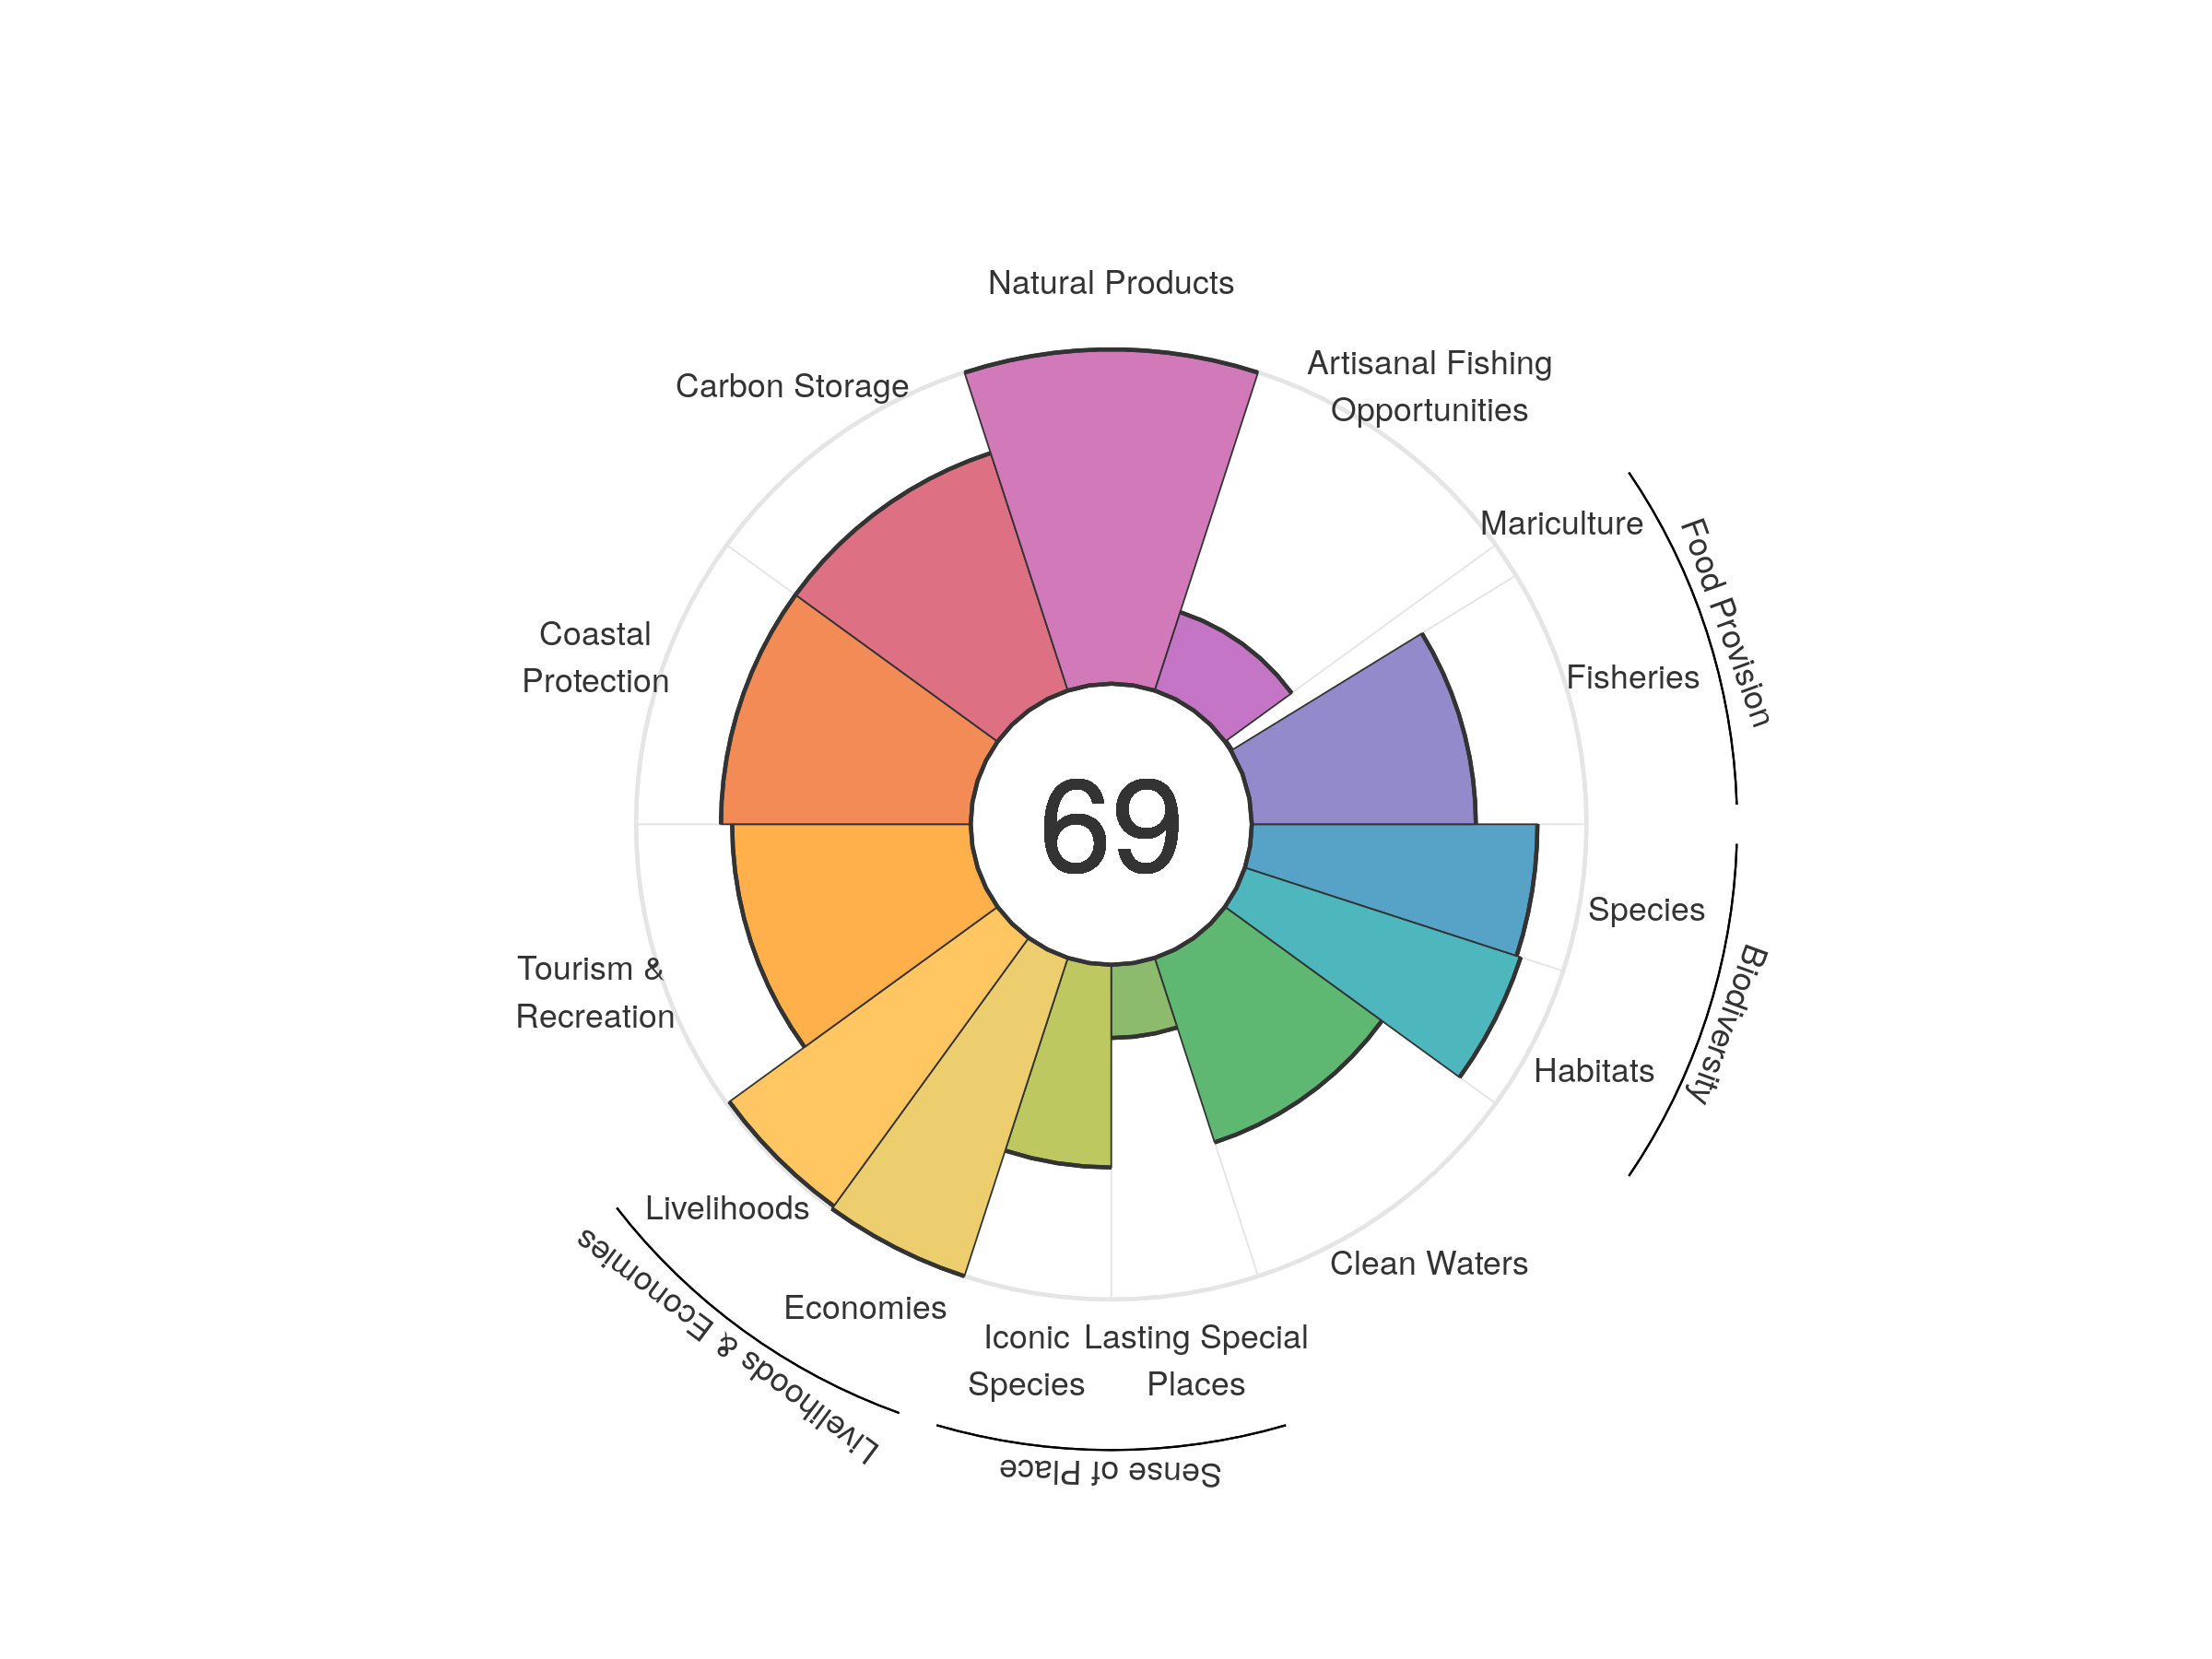 Natural Products
Carbon Storage
Artisanal Fishing
Opportunities
Mariculture
Food Provision
Fisheries
Coastal
Protection
69
Species
Biodiversity
Tourism &
Recreation
Habitats
Livelihoods
Livelihoods & Economies
Clean Waters
Economies
Iconic
Species
Lasting Special
Places
Sense of Place